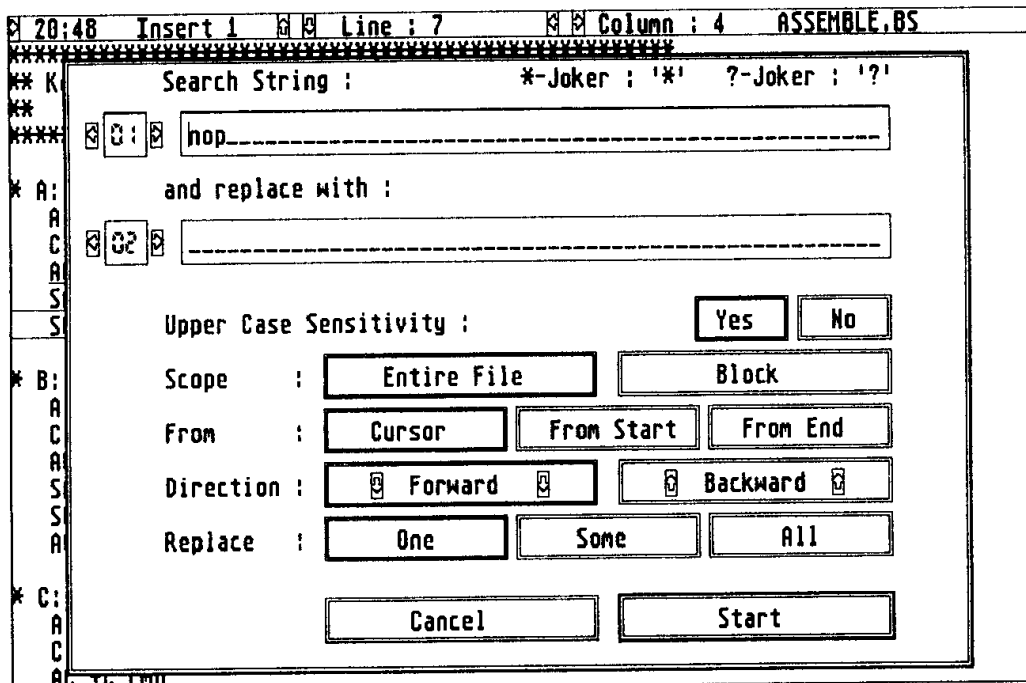 20:48 Insert 1 Line : 7 Column : 4 ASSEMBLE.BS
Search String : *-Joker : '*' ?-Joker : '?'
** K
**
01 nop
* A: and replace with :
A
C 02
A
S
S Upper Case Sensitivity : Yes No
* B: Scope : Entire File Block
A
C From : Cursor From Start From End
A
S Direction : Forward Backward
S
A Replace : One Some All
* C:
A Cancel Start
C
A